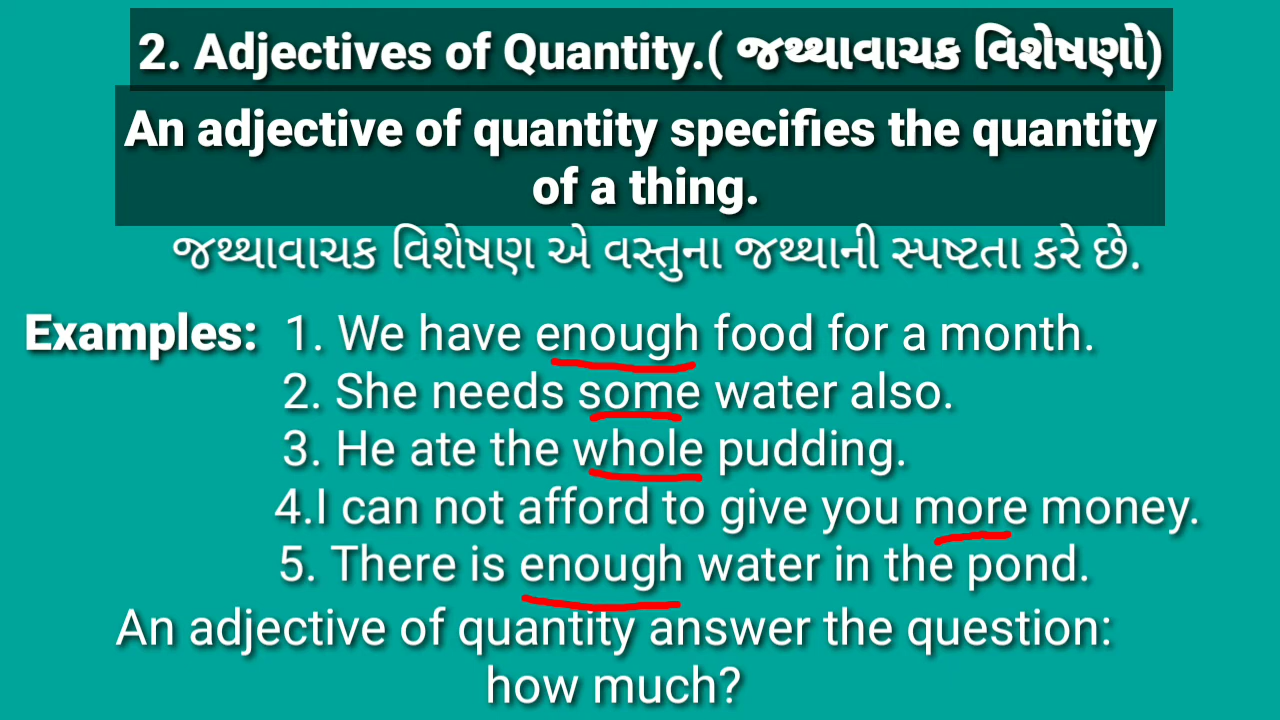 2. Adjectives of Quantity.( જથ્થાવાચક વિશેષણો)
An adjective of quantity specifies the quantity
of a thing.
જથ્થાવાચક વિશેષણ એ વસ્તુના જથ્થાની સ્પષ્ટતા કરે છે.
Examples: 1. We have enough food for a month.
2. She needs some water also.
3. He ate the whole pudding.
4.I can not afford to give you more money.
5. There is enough water in the pond.
An adjective of quantity answer the question:
how much?